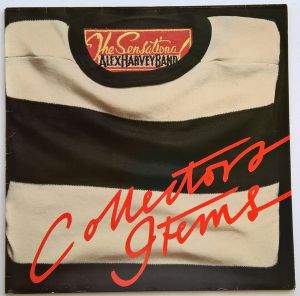 The Sensational
ALEX HARVEY BAND
Collectors
Items